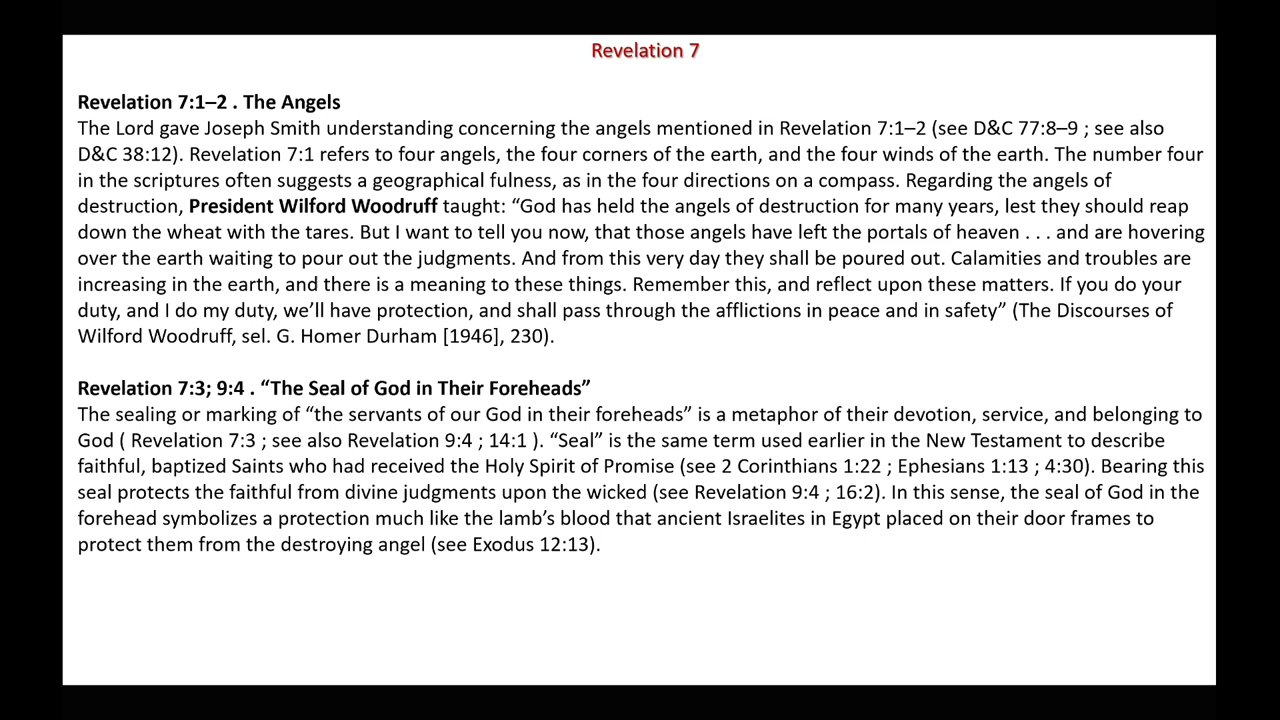 Revelation 7
Revelation 7:1–2 . The Angels
The Lord gave Joseph Smith understanding concerning the angels mentioned in Revelation 7:1–2 (see D&C 77:8–9 ; see also
D&C 38:12). Revelation 7:1 refers to four angels, the four corners of the earth, and the four winds of the earth. The number four
in the scriptures often suggests a geographical fulness, as in the four directions on a compass. Regarding the angels of
destruction, President Wilford Woodruff taught: “God has held the angels of destruction for many years, lest they should reap
down the wheat with the tares. But I want to tell you now, that those angels have left the portals of heaven . . . and are hovering
over the earth waiting to pour out the judgments. And from this very day they shall be poured out. Calamities and troubles are
increasing in the earth, and there is a meaning to these things. Remember this, and reflect upon these matters. If you do your
duty, and I do my duty, we’ll have protection, and shall pass through the afflictions in peace and in safety” (The Discourses of
Wilford Woodruff, sel. G. Homer Durham [1946], 230).
Revelation 7:3; 9:4 . “The Seal of God in Their Foreheads”
The sealing or marking of “the servants of our God in their foreheads” is a metaphor of their devotion, service, and belonging to
God ( Revelation 7:3 ; see also Revelation 9:4 ; 14:1 ). “Seal” is the same term used earlier in the New Testament to describe
faithful, baptized Saints who had received the Holy Spirit of Promise (see 2 Corinthians 1:22 ; Ephesians 1:13 ; 4:30). Bearing this
seal protects the faithful from divine judgments upon the wicked (see Revelation 9:4 ; 16:2). In this sense, the seal of God in the
forehead symbolizes a protection much like the lamb’s blood that ancient Israelites in Egypt placed on their door frames to
protect them from the destroying angel (see Exodus 12:13).